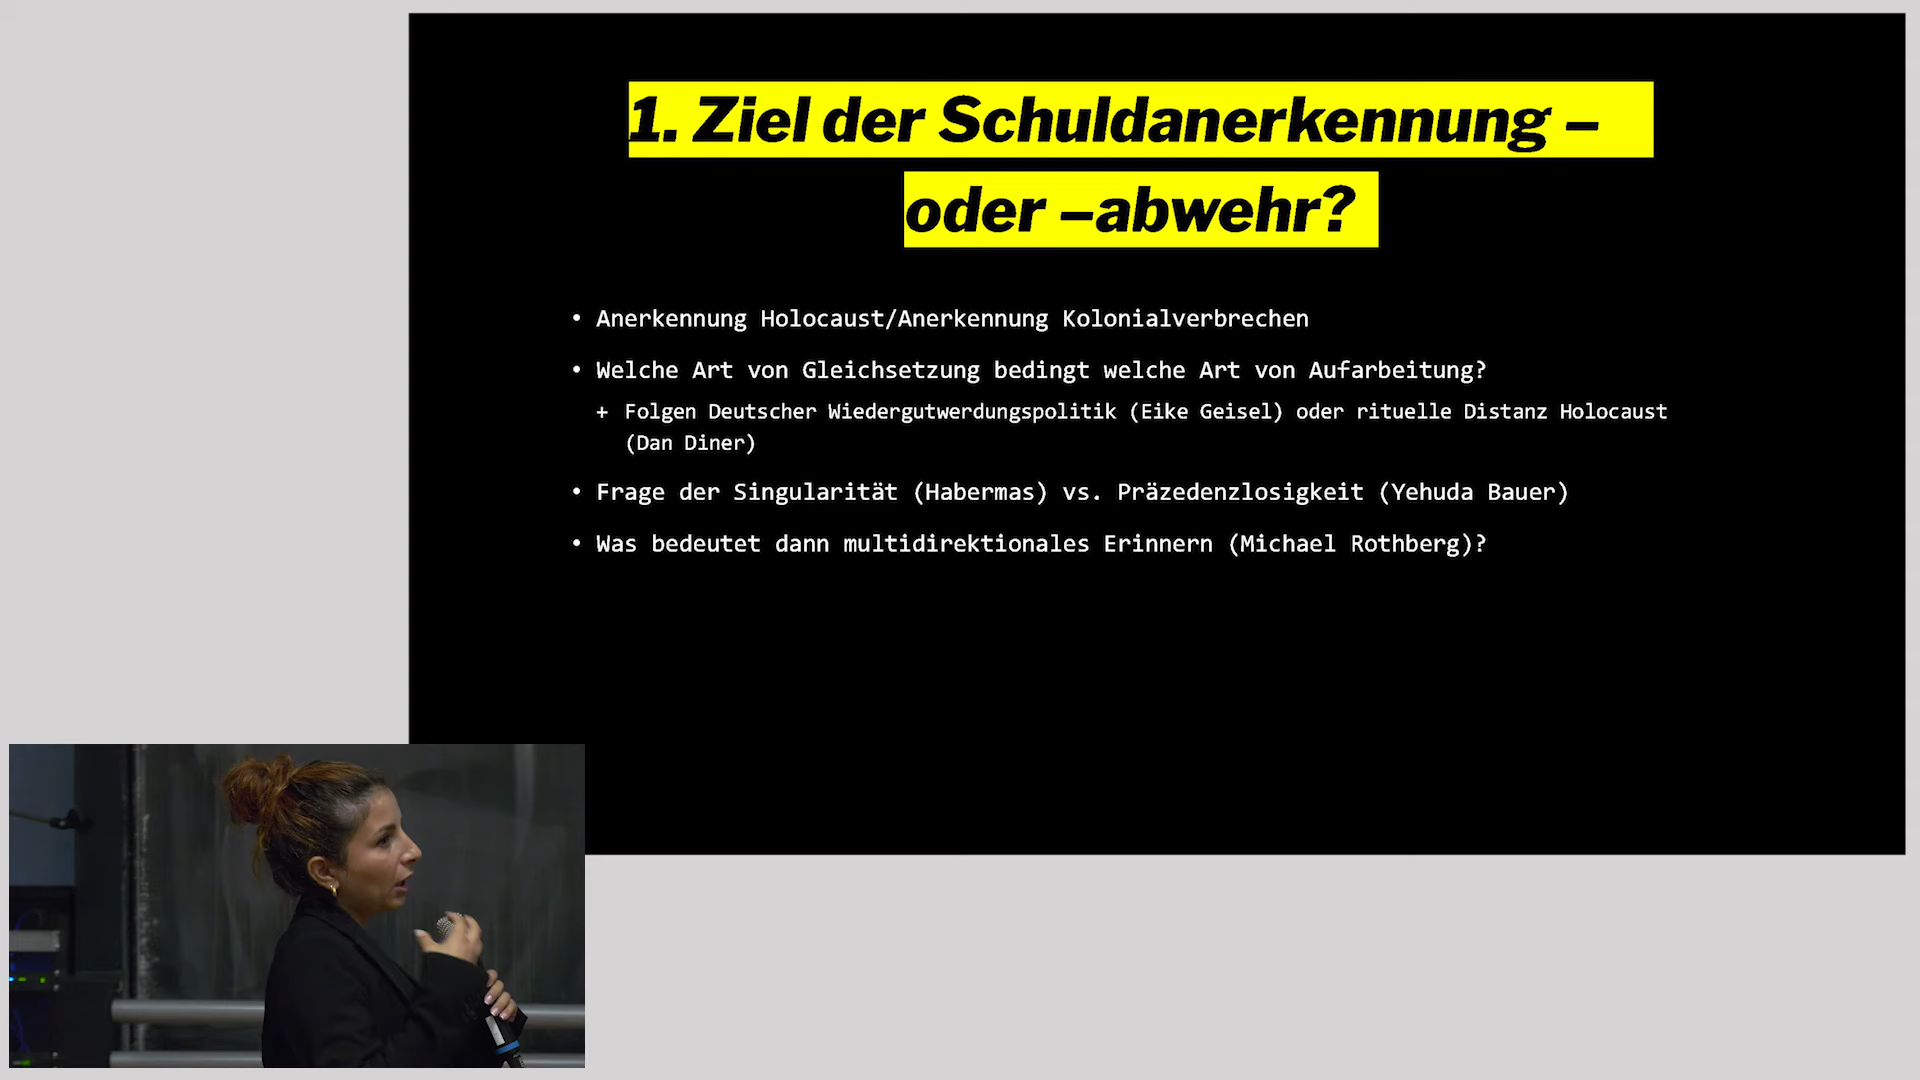 1. Ziel der Schuldanerkennung –
oder –abwehr?
• Anerkennung Holocaust/Anerkennung Kolonialverbrechen
• Welche Art von Gleichsetzung bedingt welche Art von Aufarbeitung?
+ Folgen Deutscher Wiedergutwerdungspolitik (Eike Geisel) oder rituelle Distanz Holocaust
(Dan Diner)
• Frage der Singularität (Habermas) vs. Präzedenzlosigkeit (Yehuda Bauer)
• Was bedeutet dann multidirektionales Erinnern (Michael Rothberg)?